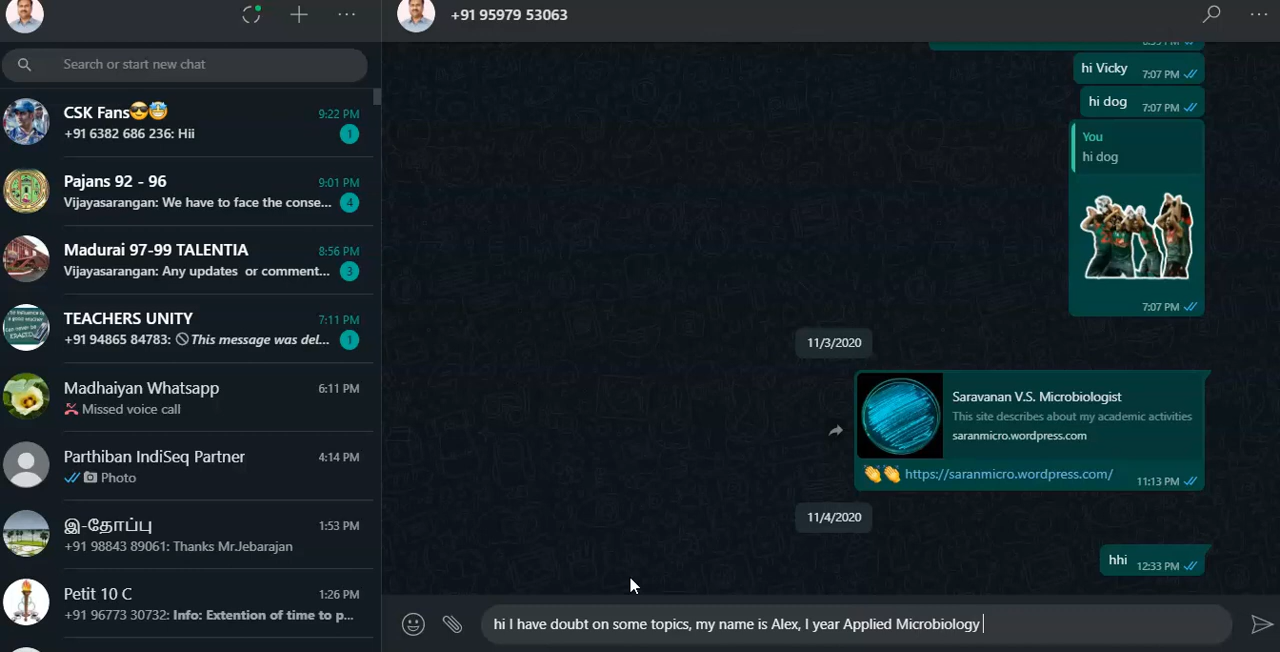 +91 95979 53063
Search or start new chat
CSK Fans😎🤩 9:22 PM
+91 6382 686 236: Hii 1
Pajans 92 - 96 9:01 PM
Vijayasarangan: We have to face the conse... 4
Madurai 97-99 TALENTIA 8:56 PM
Vijayasarangan: Any updates or comment... 3
TEACHERS UNITY 7:11 PM
+91 94865 84783: This message was del... 1
Madhaiyan Whatsapp 6:11 PM
Missed voice call
Parthiban IndiSeq Partner 4:14 PM
Photo
இ-தோப்பு 1:53 PM
+91 98843 89061: Thanks Mr.Jebarajan
Petit 10 C 1:26 PM
+91 96773 30732: Info: Extention of time to p...
hi Vicky 7:07 PM
hi dog 7:07 PM
You
hi dog
7:07 PM
11/3/2020
Saravanan V.S. Microbiologist
This site describes about my academic activities
saranmicro.wordpress.com
👏👏 https://saranmicro.wordpress.com/ 11:13 PM
11/4/2020
hhi 12:33 PM
hi I have doubt on some topics, my name is Alex, I year Applied Microbiology